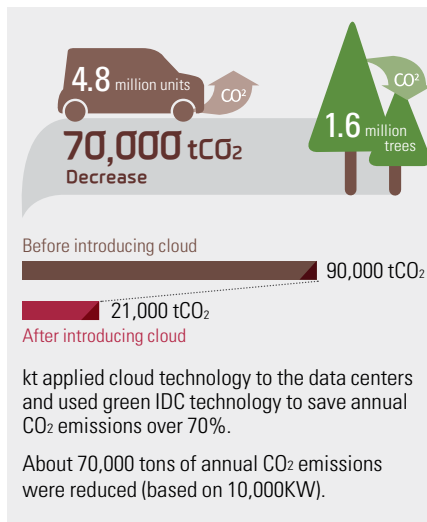 4.8 million units
CO²
CO²
1.6 million
trees
70,000 tCO₂
Decrease
Before introducing cloud
90,000 tCO₂
21,000 tCO₂
After introducing cloud
kt applied cloud technology to the data centers
and used green IDC technology to save annual
CO₂ emissions over 70%.
About 70,000 tons of annual CO₂ emissions
were reduced (based on 10,000KW).